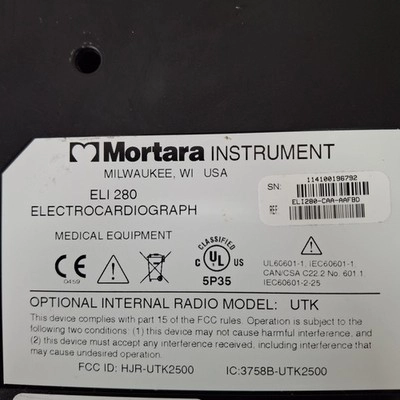 Mortara INSTRUMENT
MILWAUKEE, WI USA
ELI 280
ELECTROCARDIOGRAPH
SN:
114100196792
REF
ELI280-CAA-AAFBD
MEDICAL EQUIPMENT
CE
0459
CLASSIFIED
C UL US
5P35
UL60601-1, IEC60601-1,
CAN/CSA C22.2 No. 601.1
IEC60601-2-25
OPTIONAL INTERNAL RADIO MODEL: UTK
This device complies with part 15 of the FCC rules. Operation is subject to the
following two conditions: (1) this device may not cause harmful interference, and
(2) this device must accept any interference received, including interference that
may cause undesired operation.
FCC ID: HJR-UTK2500 IC:3758B-UTK2500